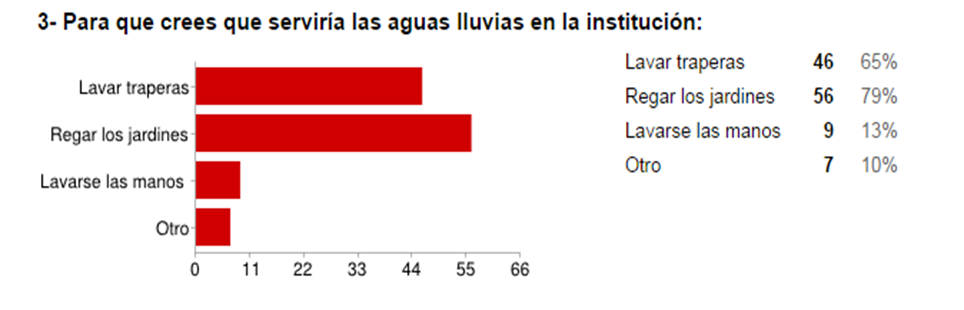 3- Para que crees que serviría las aguas lluvias en la institución:
Lavar traperas
Regar los jardines
Lavarse las manos
Otro
0 11 22 33 44 55 66
Lavar traperas 46 65%
Regar los jardines 56 79%
Lavarse las manos 9 13%
Otro 7 10%